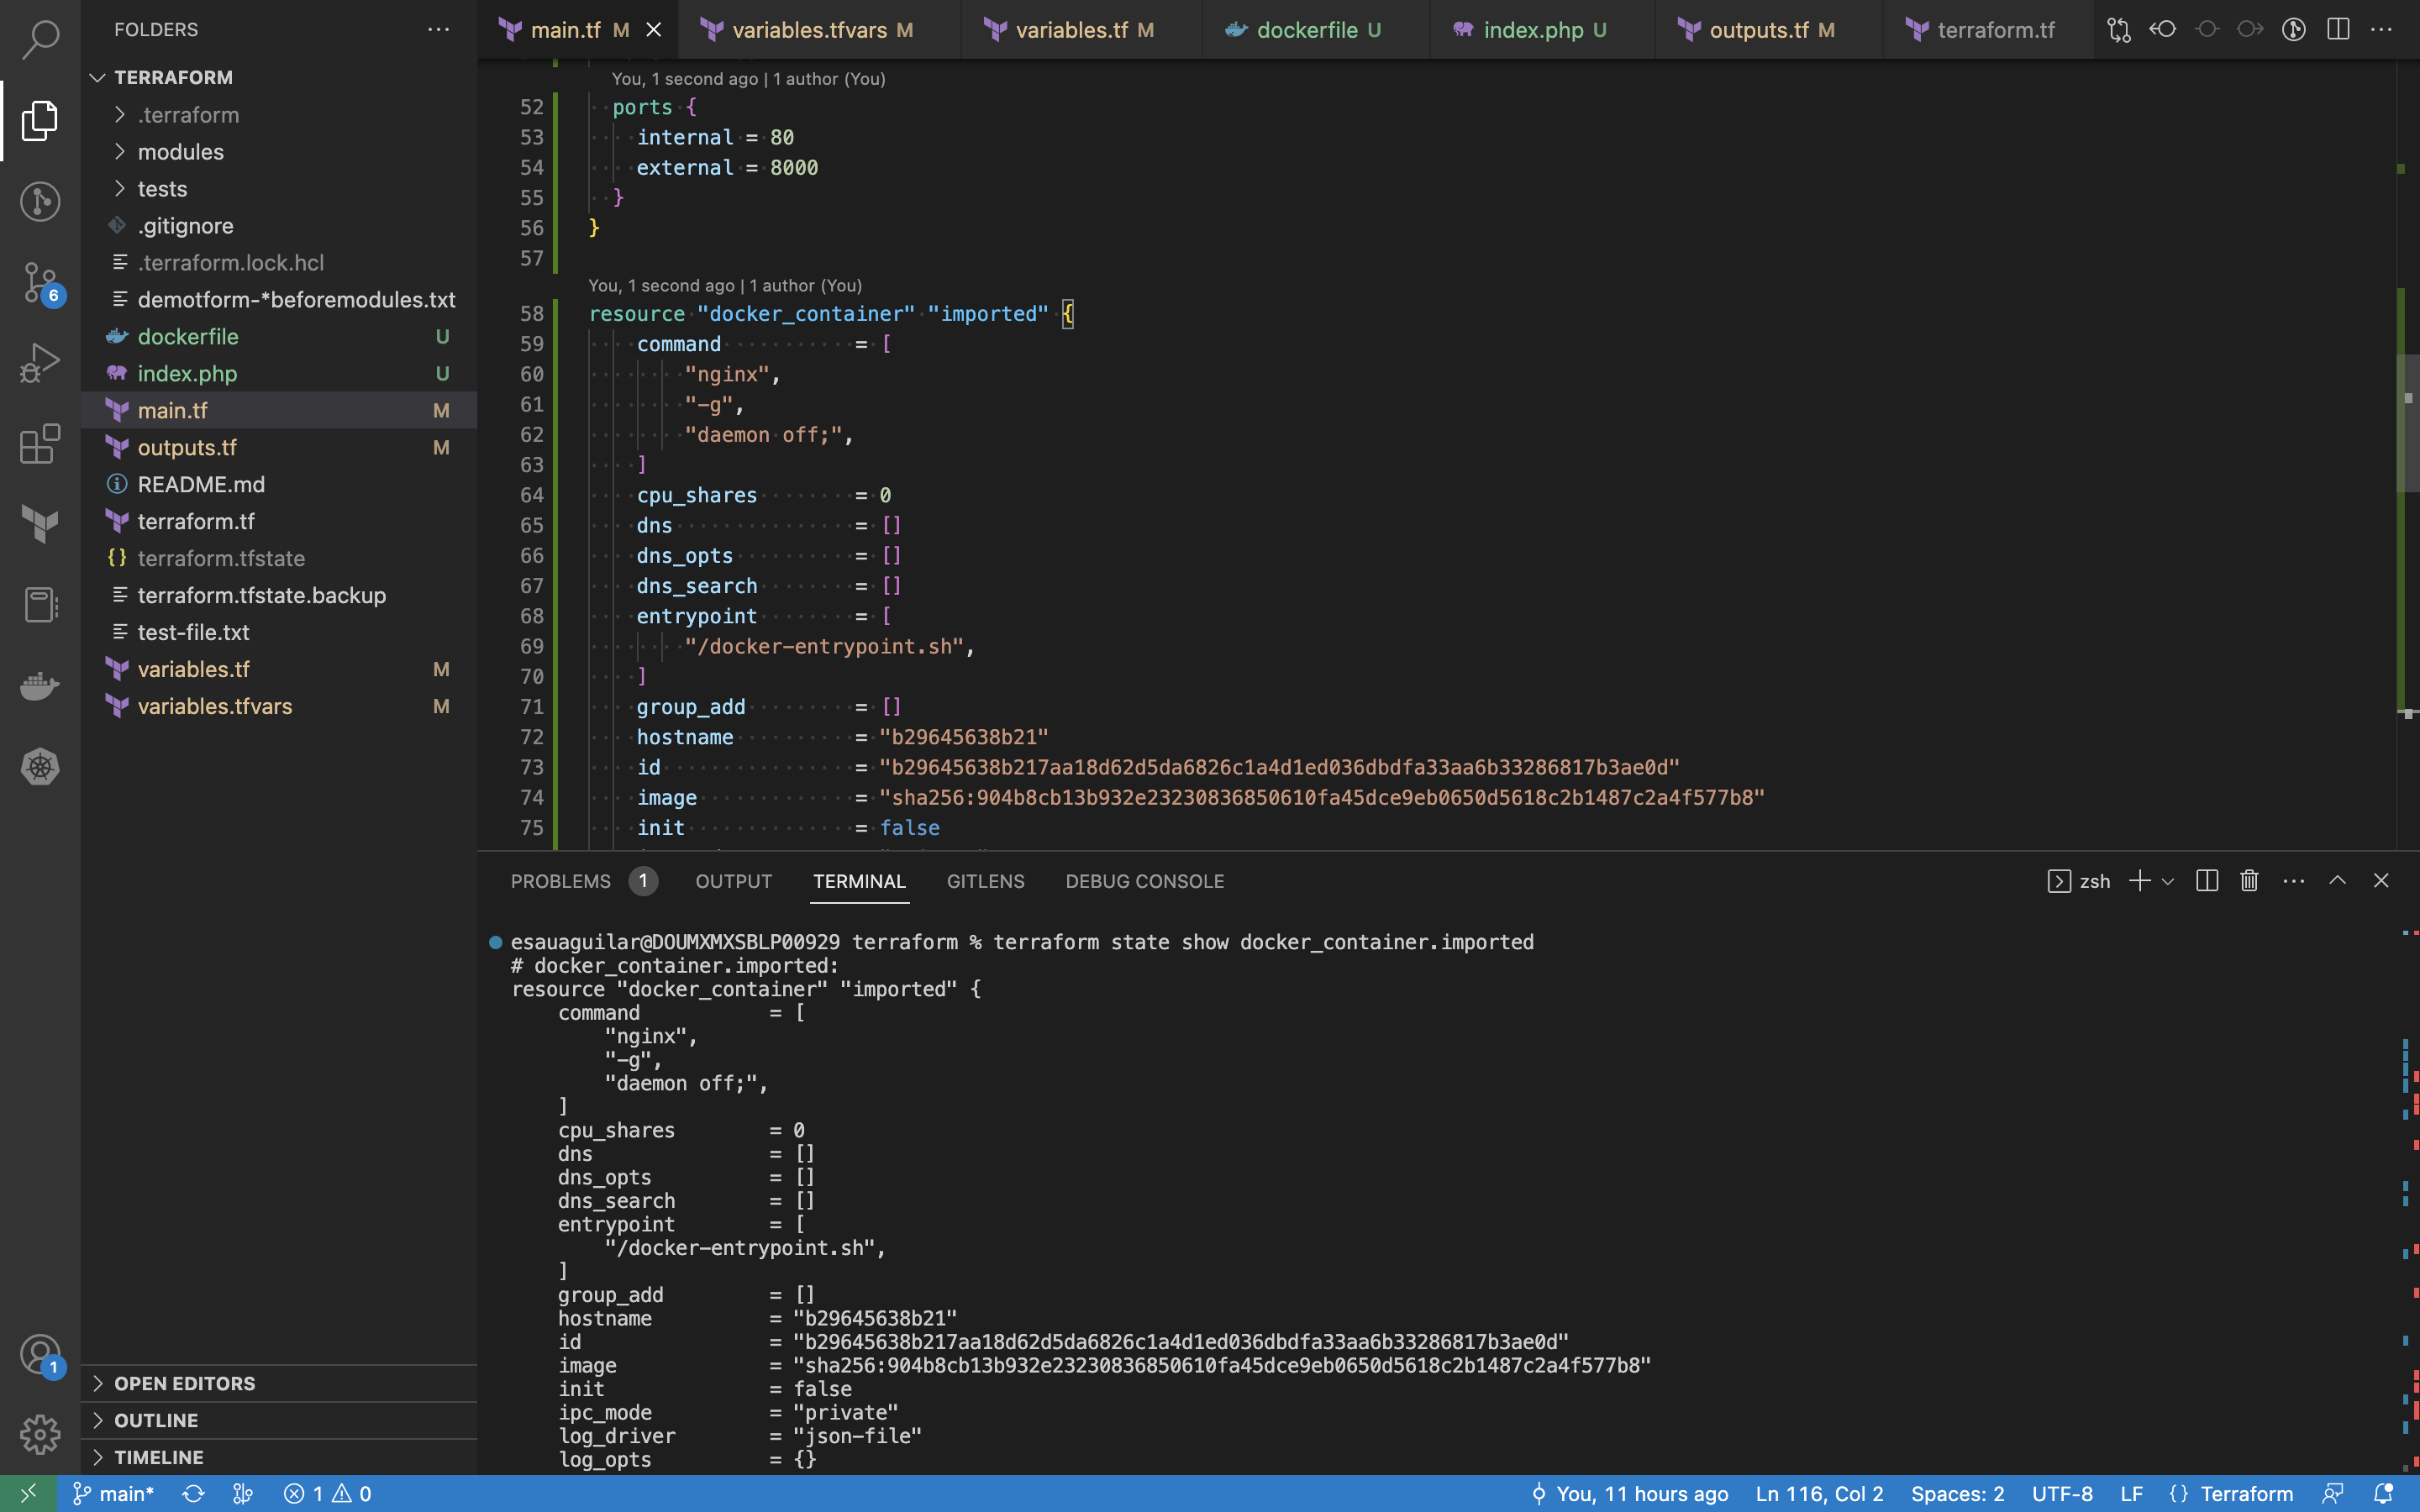 FOLDERS
TERRAFORM
.terraform
modules
tests
.gitignore
.terraform.lock.hcl
demotform-*beforemodules.txt
dockerfile U
index.php U
main.tf M
outputs.tf M
README.md
terraform.tf
terraform.tfstate
terraform.tfstate.backup
test-file.txt
variables.tf M
variables.tfvars M
OPEN EDITORS
OUTLINE
TIMELINE
6
1
main.tf M variables.tfvars M variables.tf M dockerfile U index.php U outputs.tf M terraform.tf
You, 1 second ago | 1 author (You)
52 ports {
53 internal = 80
54 external = 8000
55 }
56 }
57
You, 1 second ago | 1 author (You)
58 resource "docker_container" "imported" {
59 command = [
60 "nginx",
61 "-g",
62 "daemon off;",
63 ]
64 cpu_shares = 0
65 dns = []
66 dns_opts = []
67 dns_search = []
68 entrypoint = [
69 "/docker-entrypoint.sh",
70 ]
71 group_add = []
72 hostname = "b29645638b21"
73 id = "b29645638b217aa18d62d5da6826c1a4d1ed036dbdfa33aa6b33286817b3ae0d"
74 image = "sha256:904b8cb13b932e23230836850610fa45dce9eb0650d5618c2b1487c2a4f577b8"
75 init = false
PROBLEMS 1 OUTPUT TERMINAL GITLENS DEBUG CONSOLE zsh
esauaguilar@DOUMXMXSBLP00929 terraform % terraform state show docker_container.imported
# docker_container.imported:
resource "docker_container" "imported" {
command = [
"nginx",
"-g",
"daemon off;",
]
cpu_shares = 0
dns = []
dns_opts = []
dns_search = []
entrypoint = [
"/docker-entrypoint.sh",
]
group_add = []
hostname = "b29645638b21"
id = "b29645638b217aa18d62d5da6826c1a4d1ed036dbdfa33aa6b33286817b3ae0d"
image = "sha256:904b8cb13b932e23230836850610fa45dce9eb0650d5618c2b1487c2a4f577b8"
init = false
ipc_mode = "private"
log_driver = "json-file"
log_opts = {}
main* 1 0 You, 11 hours ago Ln 116, Col 2 Spaces: 2 UTF-8 LF {} Terraform